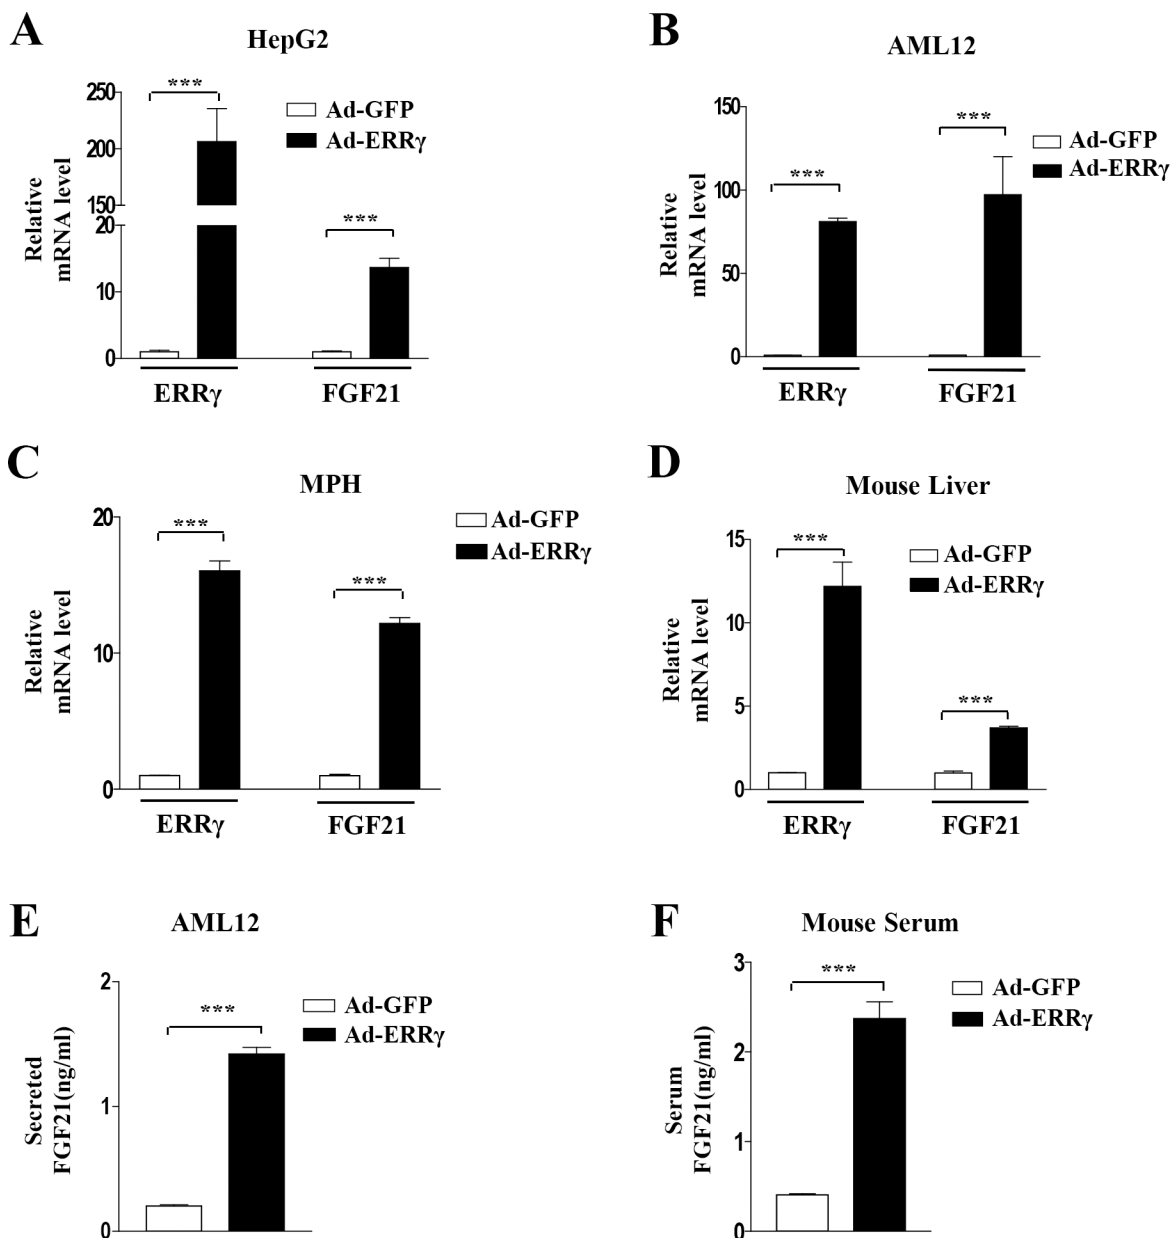 A
HepG2
Relative
mRNA level
250
200
150
20
10
0
***
***
Ad-GFP
Ad-ERRγ
ERRγ
FGF21
B
AML12
Relative
mRNA level
150
100
50
0
***
***
Ad-GFP
Ad-ERRγ
ERRγ
FGF21
C
MPH
Relative
mRNA level
20
10
0
***
***
Ad-GFP
Ad-ERRγ
ERRγ
FGF21
D
Mouse Liver
Relative
mRNA level
15
10
5
0
***
***
Ad-GFP
Ad-ERRγ
ERRγ
FGF21
E
AML12
Secreted
FGF21(ng/ml)
2
1
0
***
Ad-GFP
Ad-ERRγ
F
Mouse Serum
Serum
FGF21(ng/ml)
3
2
1
0
***
Ad-GFP
Ad-ERRγ